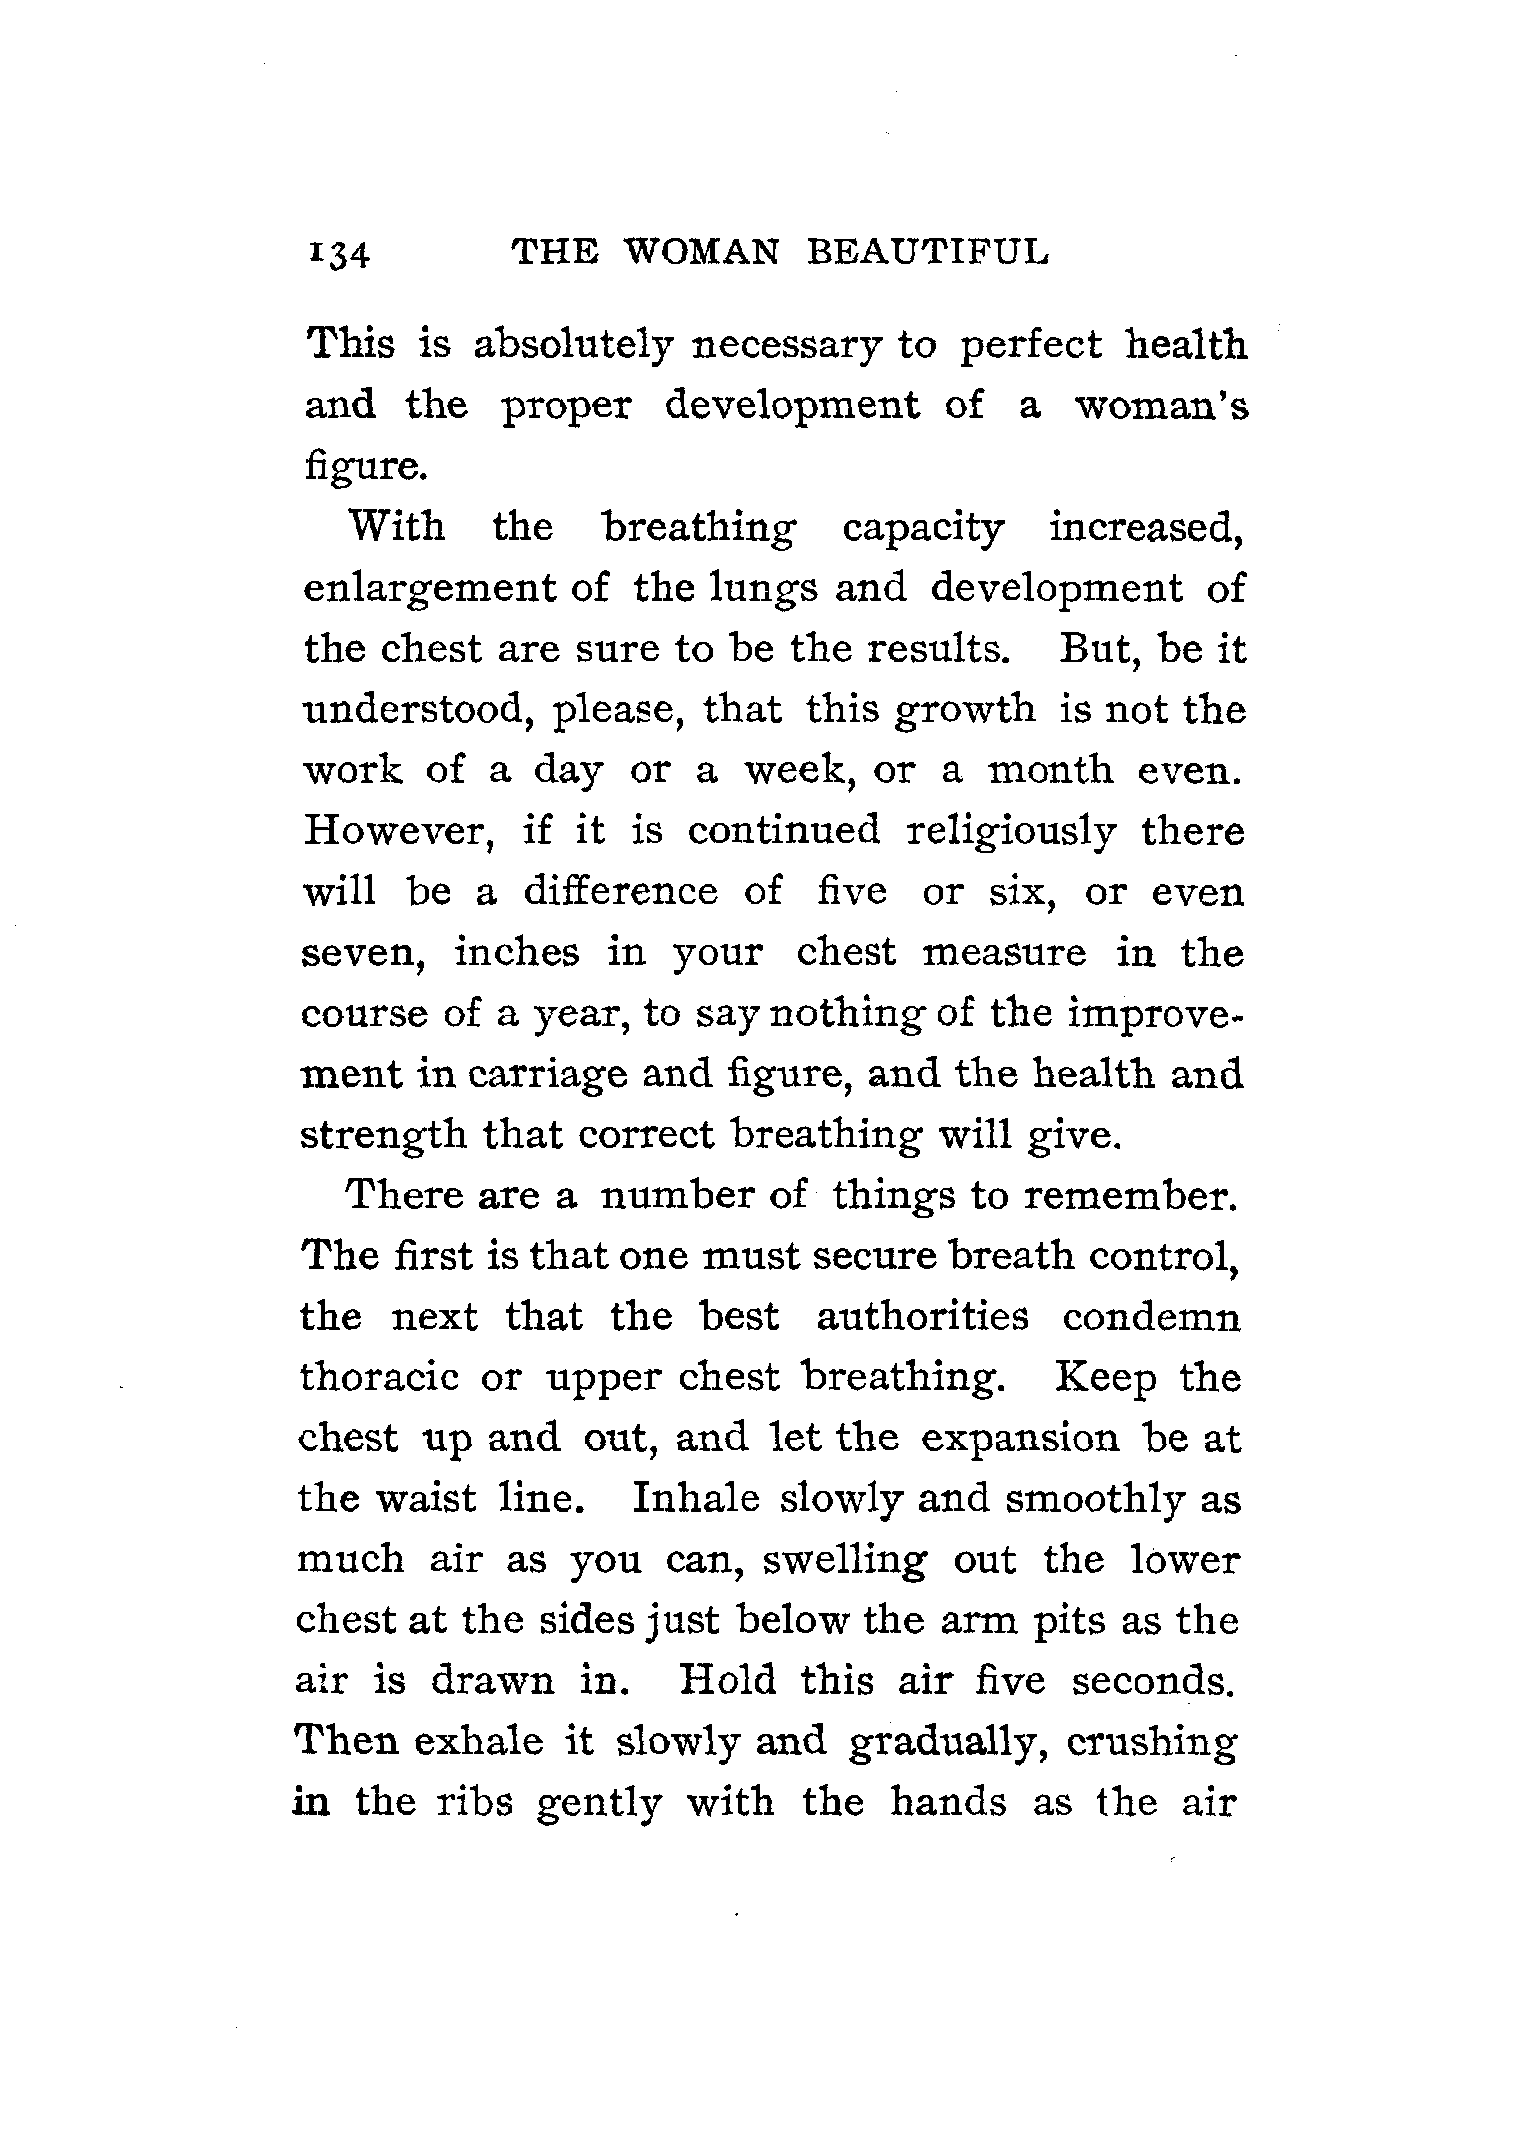 134 THE WOMAN BEAUTIFUL
This is absolutely necessary to perfect health
and the proper development of a woman's
figure.
With the breathing capacity increased,
enlargement of the lungs and development of
the chest are sure to be the results. But, be it
understood, please, that this growth is not the
work of a day or a week, or a month even.
However, if it is continued religiously there
will be a difference of five or six, or even
seven, inches in your chest measure in the
course of a year, to say nothing of the improve-
ment in carriage and figure, and the health and
strength that correct breathing will give.
There are a number of things to remember.
The first is that one must secure breath control,
the next that the best authorities condemn
thoracic or upper chest breathing. Keep the
chest up and out, and let the expansion be at
the waist line. Inhale slowly and smoothly as
much air as you can, swelling out the lower
chest at the sides just below the arm pits as the
air is drawn in. Hold this air five seconds.
Then exhale it slowly and gradually, crushing
in the ribs gently with the hands as the air